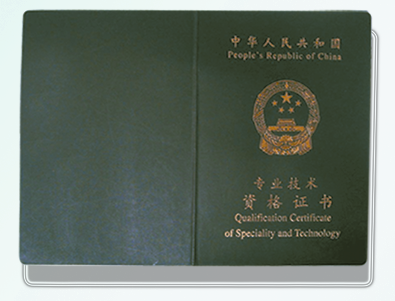 中华人民共和国
People's Republic of China
专业技术
資格证书
Qualification Certificate
of Speciality and Technology